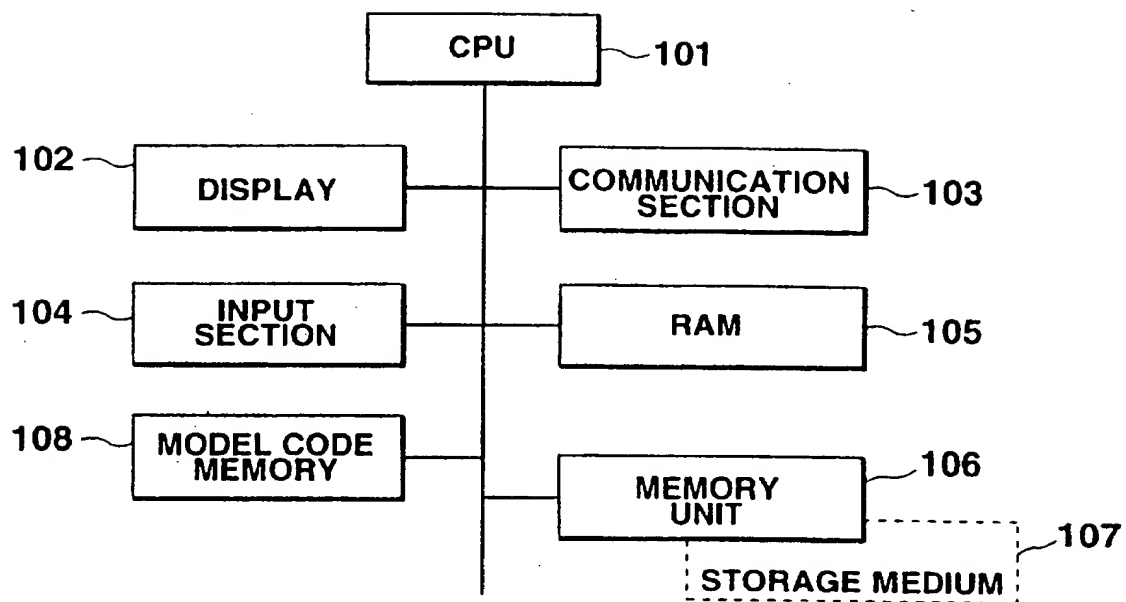 CPU
101
102
DISPLAY
COMMUNICATION
SECTION
103
104
INPUT
SECTION
RAM
105
108
MODEL CODE
MEMORY
MEMORY
UNIT
106
107
STORAGE MEDIUM